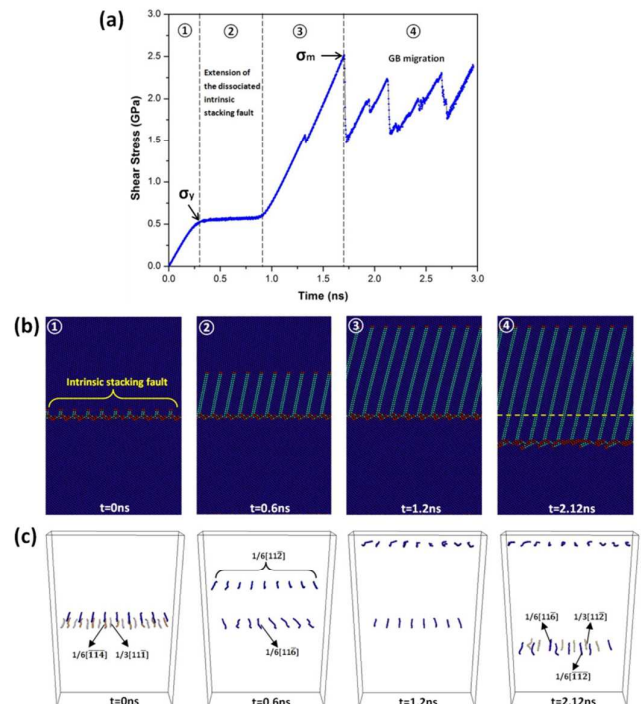 (a)
① ② ③ ④
σm
GB migration
Extension of
the dissociated
intrinsic
stacking fault
σy
Shear Stress (GPa)
3.0
2.5
2.0
1.5
1.0
0.5
0.0
0.0 0.5 1.0 1.5 2.0 2.5 3.0
Time (ns)
(b)
① ② ③ ④
Intrinsic stacking fault
t=0ns t=0.6ns t=1.2ns t=2.12ns
(c)
1/6[112̄]
1/6[1̄1̄4̄] 1/3[111̄]
1/6[116̄]
1/6[116̄] 1/3[112̄]
1/6[1̄1̄2̄]
t=0ns t=0.6ns t=1.2ns t=2.12ns